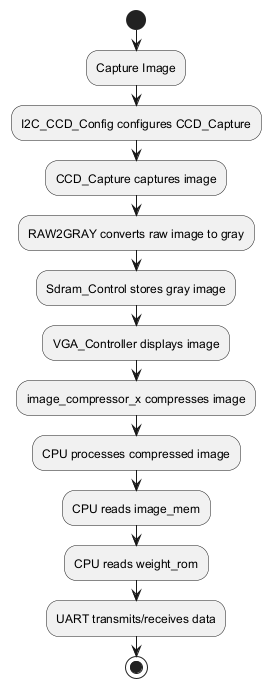 Capture Image
I2C_CCD_Config configures CCD_Capture
CCD_Capture captures image
RAW2GRAY converts raw image to gray
Sdram_Control stores gray image
VGA_Controller displays image
image_compressor_x compresses image
CPU processes compressed image
CPU reads image_mem
CPU reads weight_rom
UART transmits/receives data